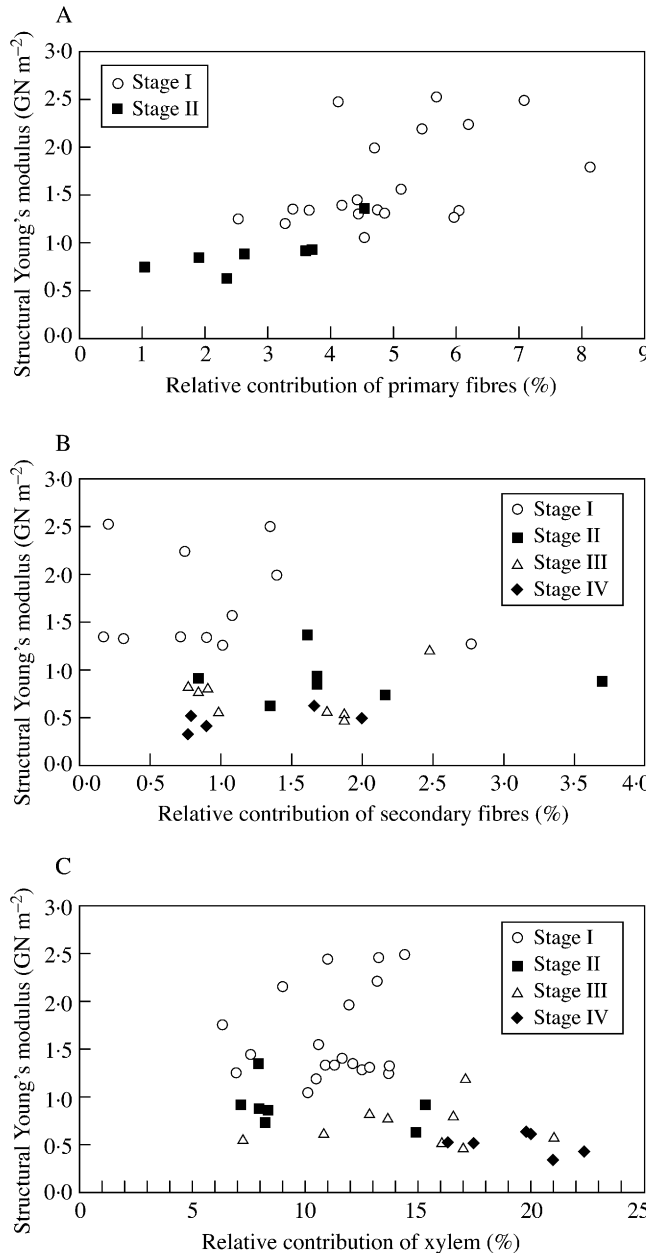 A
Structural Young's modulus (GN m−2)
3·0
2·5
2·0
1·5
1·0
0·5
0·0
Stage I
Stage II
0 1 2 3 4 5 6 7 8 9
Relative contribution of primary fibres (%)
B
Structural Young's modulus (GN m−2)
3·0
2·5
2·0
1·5
1·0
0·5
0·0
Stage I
Stage II
Stage III
Stage IV
0·0 0·5 1·0 1·5 2·0 2·5 3·0 3·5 4·0
Relative contribution of secondary fibres (%)
C
Structural Young's modulus (GN m−2)
3·0
2·5
2·0
1·5
1·0
0·5
0·0
Stage I
Stage II
Stage III
Stage IV
0 5 10 15 20 25
Relative contribution of xylem (%)